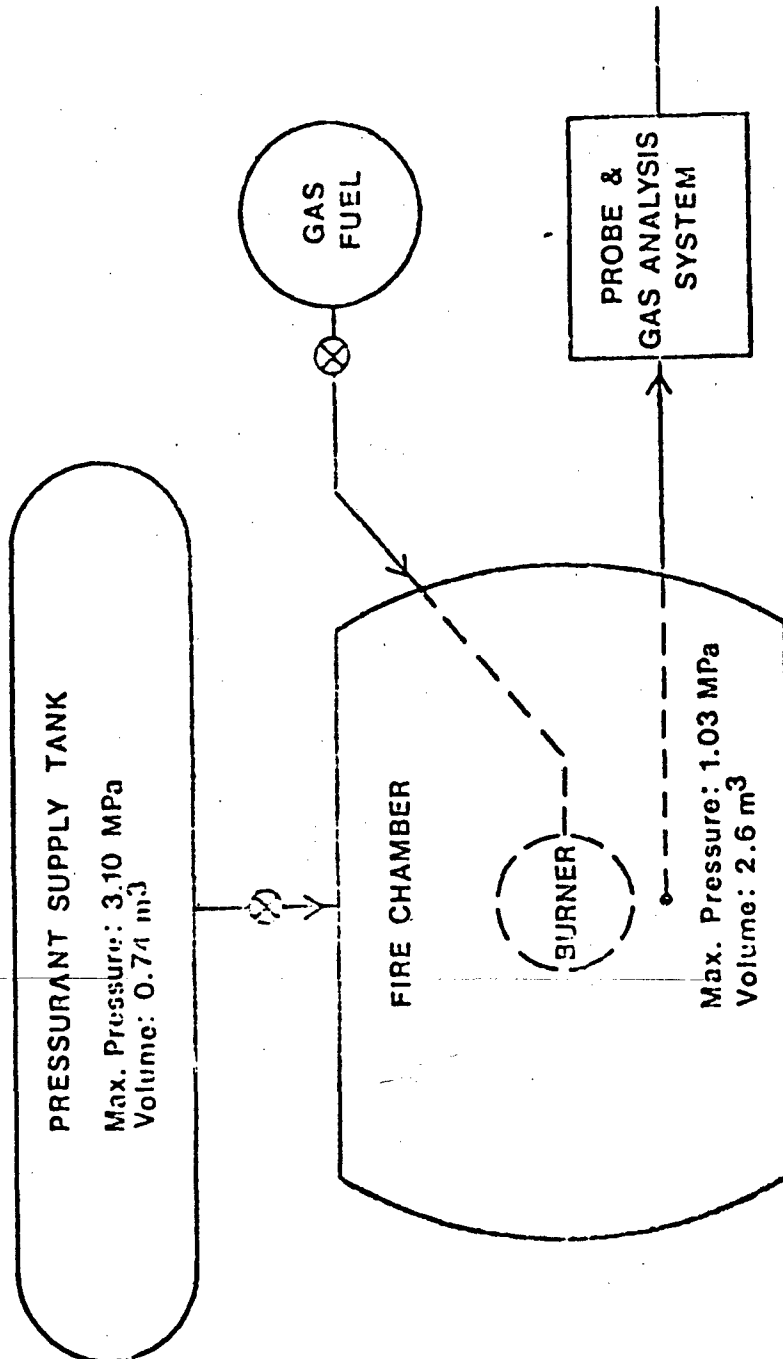 PRESSURANT SUPPLY TANK
Max. Pressure: 3.10 MPa
Volume: 0.74 m³
GAS
FUEL
FIRE CHAMBER
BURNER
Max. Pressure: 1.03 MPa
Volume: 2.6 m³
PROBE &
GAS ANALYSIS
SYSTEM